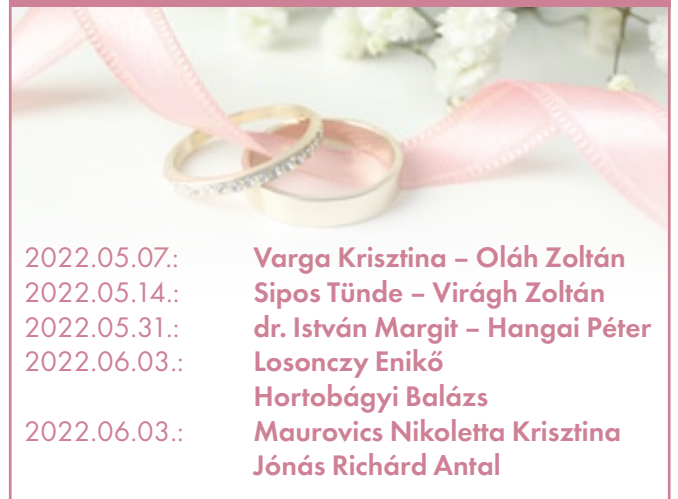 2022.05.07.: Varga Krisztina – Oláh Zoltán
2022.05.14.: Sipos Tünde – Virágh Zoltán
2022.05.31.: dr. István Margit – Hangai Péter
2022.06.03.: Losonczy Enikő
Hortobágyi Balázs
2022.06.03.: Maurovics Nikoletta Krisztina
Jónás Richárd Antal